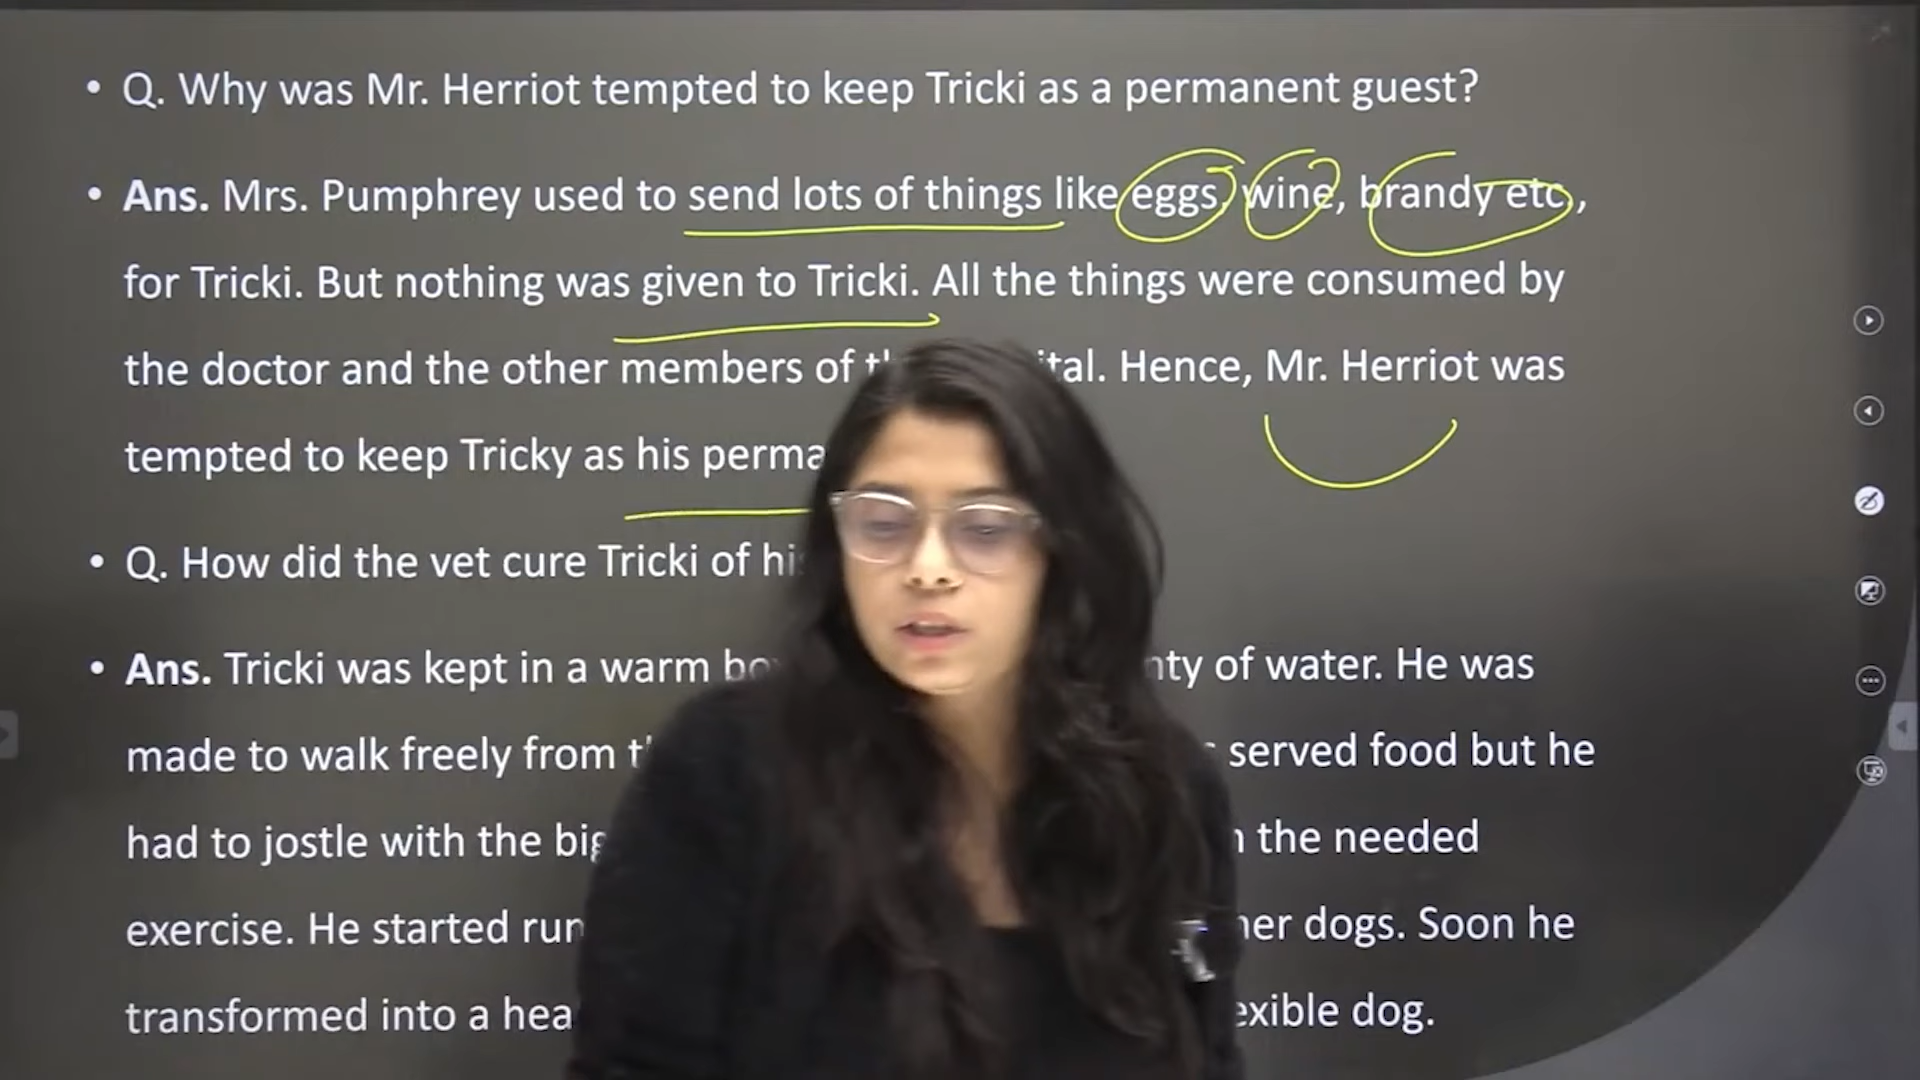 • Q. Why was Mr. Herriot tempted to keep Tricki as a permanent guest?
• Ans. Mrs. Pumphrey used to send lots of things like eggs, wine, brandy etc,
for Tricki. But nothing was given to Tricki. All the things were consumed by
the doctor and the other members of Hence, Mr. Herriot was
tempted to keep Tricky as his
• Q. How did the vet cure Tricki of
• Ans. Tricki was kept in a warm of water. He was
made to walk freely from served food but he
had to jostle with the the needed
exercise. He started dogs. Soon he
transformed into a dog.